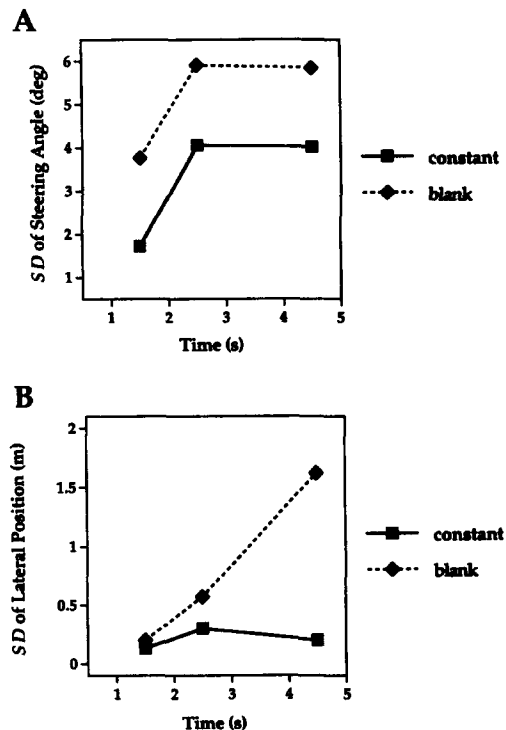 A
SD of Steering Angle (deg)
6
5
4
3
2
1
1 2 3 4 5
Time (s)
constant
blank
B
SD of Lateral Position (m)
2
1.5
1
0.5
0
1 2 3 4 5
Time (s)
constant
blank